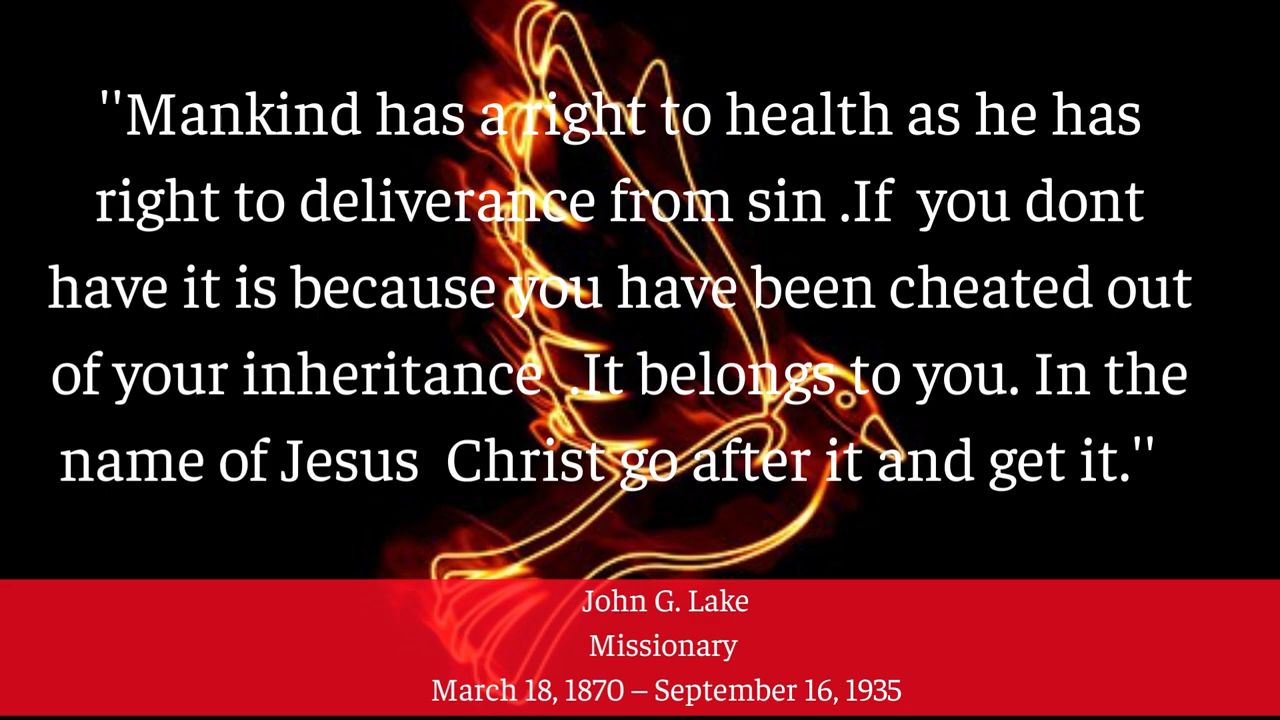 "Mankind has a right to health as he has
right to deliverance from sin .If  you dont
have it is because you have been cheated out
of your inheritance  .It belongs to you. In the
name of Jesus  Christ go after it and get it."
John G. Lake
Missionary
March 18, 1870 – September 16, 1935